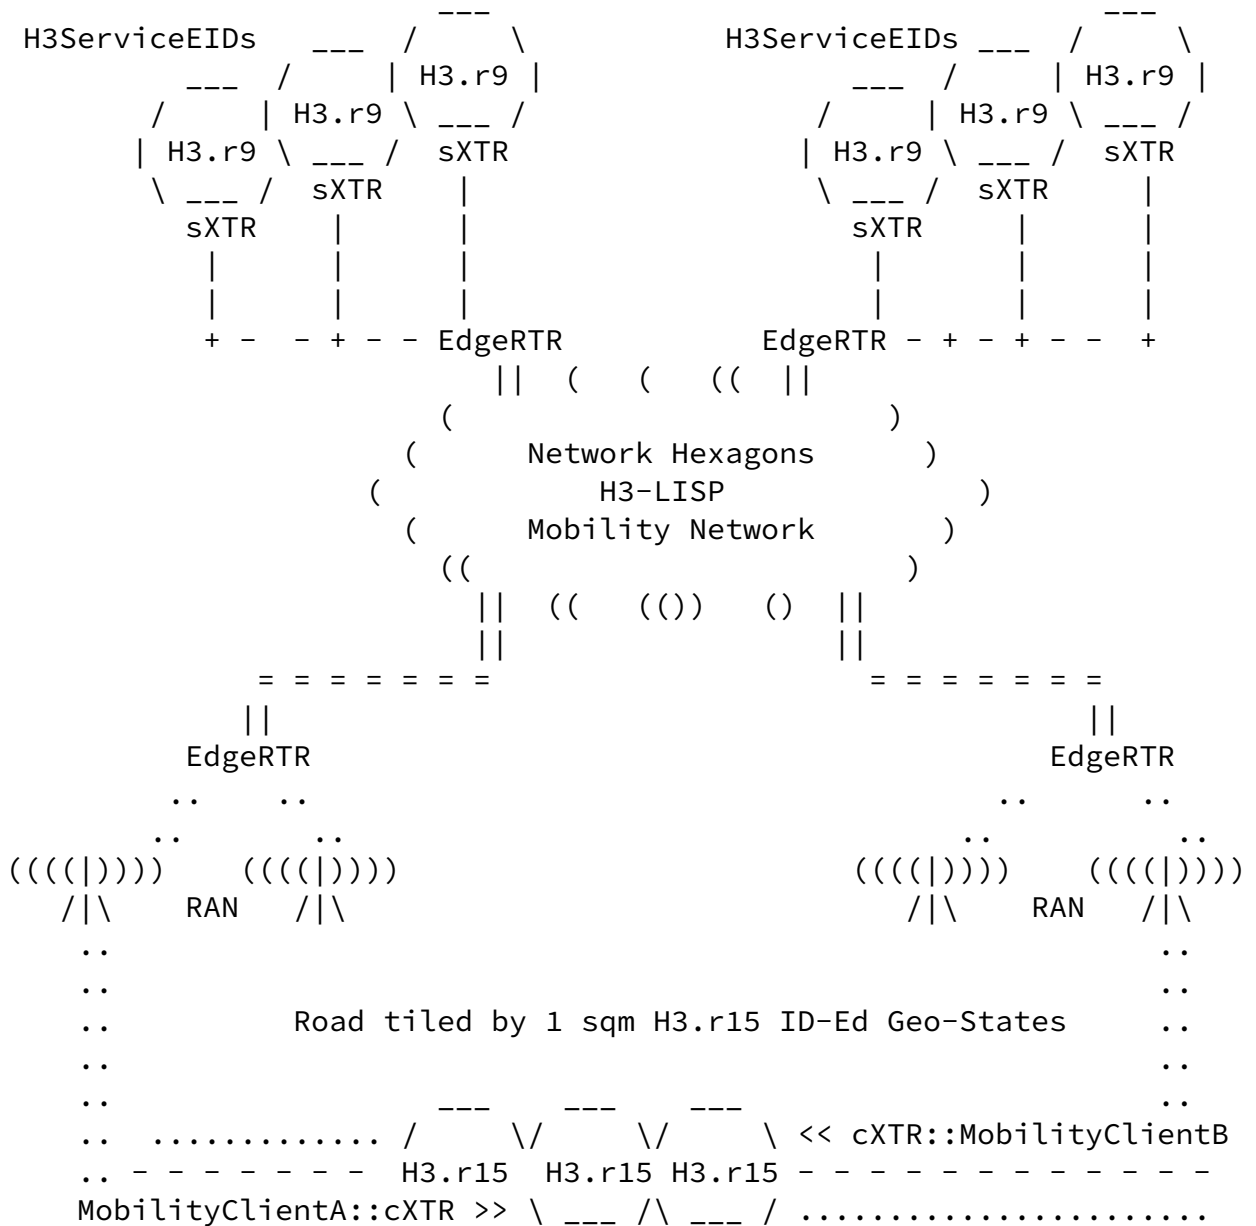 H3ServiceEIDs H3ServiceEIDs
H3.r9 H3.r9
H3.r9 H3.r9
H3.r9 sXTR H3.r9 sXTR
sXTR sXTR
sXTR sXTR
EdgeRTR EdgeRTR
Network Hexagons
H3-LISP
Mobility Network
EdgeRTR EdgeRTR
RAN RAN
Road tiled by 1 sqm H3.r15 ID-Ed Geo-States
<< cXTR::MobilityClientB
H3.r15 H3.r15 H3.r15
MobilityClientA::cXTR >>